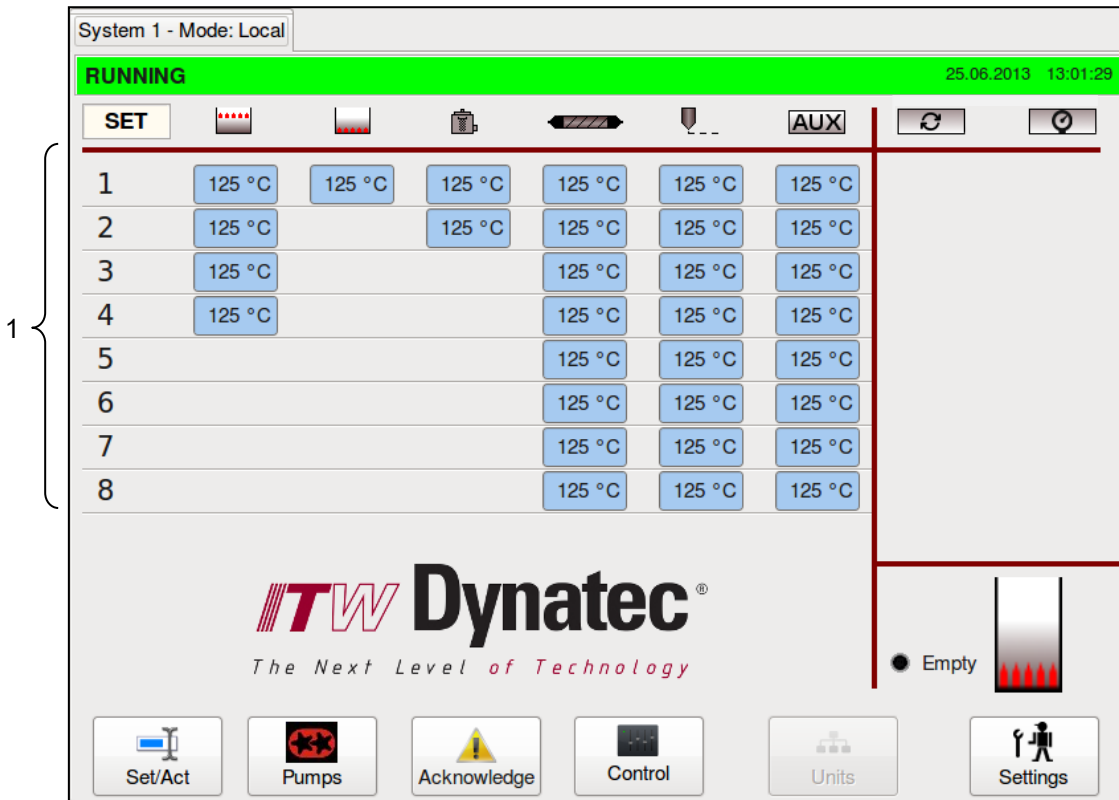 System 1 - Mode: Local
RUNNING 25.06.2013 13:01:29
SET AUX
1
1 125 °C 125 °C 125 °C 125 °C 125 °C 125 °C
2 125 °C 125 °C 125 °C 125 °C 125 °C
3 125 °C 125 °C 125 °C 125 °C
4 125 °C 125 °C 125 °C 125 °C
5 125 °C 125 °C 125 °C
6 125 °C 125 °C 125 °C
7 125 °C 125 °C 125 °C
8 125 °C 125 °C 125 °C
ITW Dynatec®
The Next Level of Technology
Empty
Set/Act Pumps Acknowledge Control Units Settings